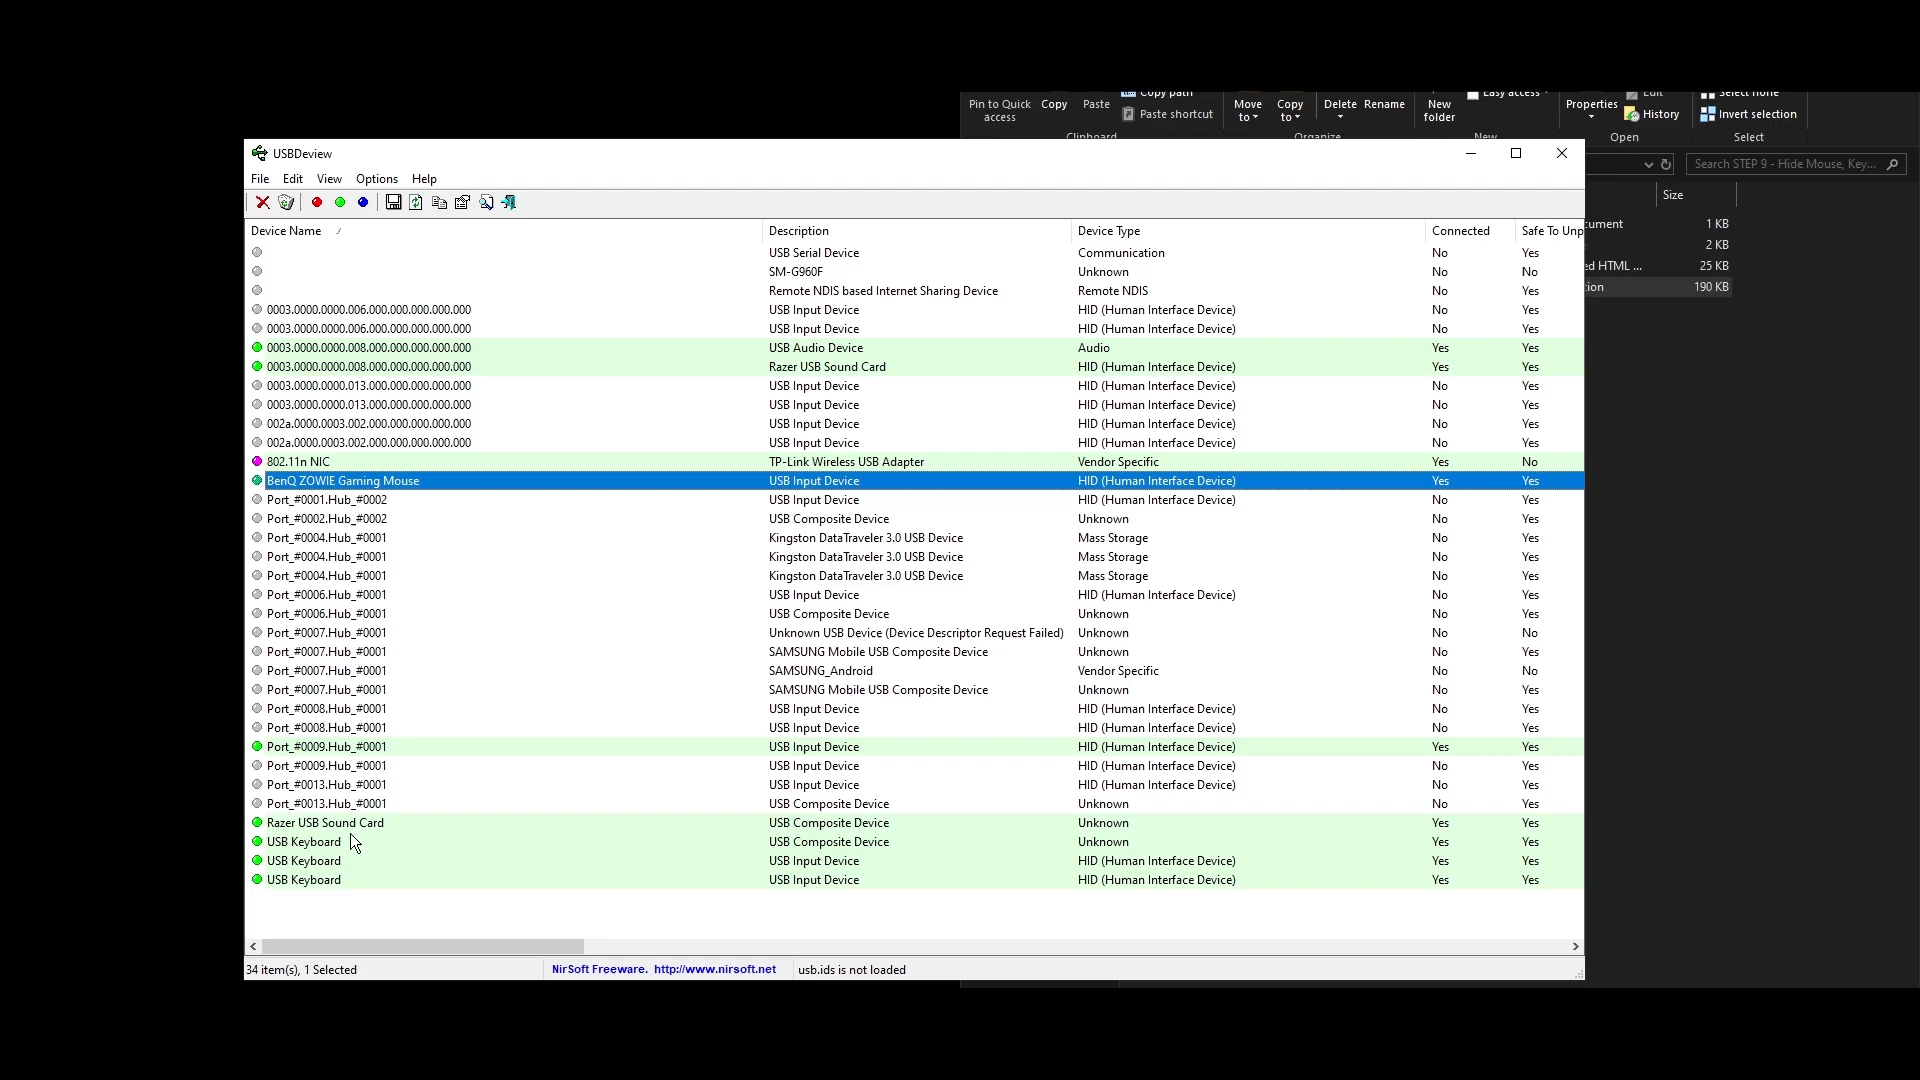 Copy path
Edit
Easy access
Select none
Pin to Quick access Copy Paste Paste shortcut Move to Copy to Delete Rename New folder Properties History Invert selection
Clipboard Organize New Open Select
USBDeview
Search STEP 9 - Hide Mouse, Key...
File Edit View Options Help
Size
Device Name Description Device Type Connected Safe To Unp
USB Serial Device Communication No Yes
SM-G960F Unknown No No
Remote NDIS based Internet Sharing Device Remote NDIS No Yes
0003.0000.0000.006.000.000.000.000.000 USB Input Device HID (Human Interface Device) No Yes
0003.0000.0000.006.000.000.000.000.000 USB Input Device HID (Human Interface Device) No Yes
0003.0000.0000.008.000.000.000.000.000 USB Audio Device Audio Yes Yes
0003.0000.0000.008.000.000.000.000.000 Razer USB Sound Card HID (Human Interface Device) Yes Yes
0003.0000.0000.013.000.000.000.000.000 USB Input Device HID (Human Interface Device) No Yes
0003.0000.0000.013.000.000.000.000.000 USB Input Device HID (Human Interface Device) No Yes
002a.0000.0003.002.000.000.000.000.000 USB Input Device HID (Human Interface Device) No Yes
002a.0000.0003.002.000.000.000.000.000 USB Input Device HID (Human Interface Device) No Yes
802.11n NIC TP-Link Wireless USB Adapter Vendor Specific Yes No
BenQ ZOWIE Gaming Mouse USB Input Device HID (Human Interface Device) Yes Yes
Port_#0001.Hub_#0002 USB Input Device HID (Human Interface Device) No Yes
Port_#0002.Hub_#0002 USB Composite Device Unknown No Yes
Port_#0004.Hub_#0001 Kingston DataTraveler 3.0 USB Device Mass Storage No Yes
Port_#0004.Hub_#0001 Kingston DataTraveler 3.0 USB Device Mass Storage No Yes
Port_#0004.Hub_#0001 Kingston DataTraveler 3.0 USB Device Mass Storage No Yes
Port_#0006.Hub_#0001 USB Input Device HID (Human Interface Device) No Yes
Port_#0006.Hub_#0001 USB Composite Device Unknown No Yes
Port_#0007.Hub_#0001 Unknown USB Device (Device Descriptor Request Failed) Unknown No No
Port_#0007.Hub_#0001 SAMSUNG Mobile USB Composite Device Unknown No Yes
Port_#0007.Hub_#0001 SAMSUNG_Android Vendor Specific No No
Port_#0007.Hub_#0001 SAMSUNG Mobile USB Composite Device Unknown No Yes
Port_#0008.Hub_#0001 USB Input Device HID (Human Interface Device) No Yes
Port_#0008.Hub_#0001 USB Input Device HID (Human Interface Device) No Yes
Port_#0009.Hub_#0001 USB Input Device HID (Human Interface Device) Yes Yes
Port_#0009.Hub_#0001 USB Input Device HID (Human Interface Device) No Yes
Port_#0013.Hub_#0001 USB Input Device HID (Human Interface Device) No Yes
Port_#0013.Hub_#0001 USB Composite Device Unknown No Yes
Razer USB Sound Card USB Composite Device Unknown Yes Yes
USB Keyboard USB Composite Device Unknown Yes Yes
USB Keyboard USB Input Device HID (Human Interface Device) Yes Yes
USB Keyboard USB Input Device HID (Human Interface Device) Yes Yes
cument 1 KB
2 KB
ed HTML ... 25 KB
tion 190 KB
34 item(s), 1 Selected NirSoft Freeware. http://www.nirsoft.net usb.ids is not loaded